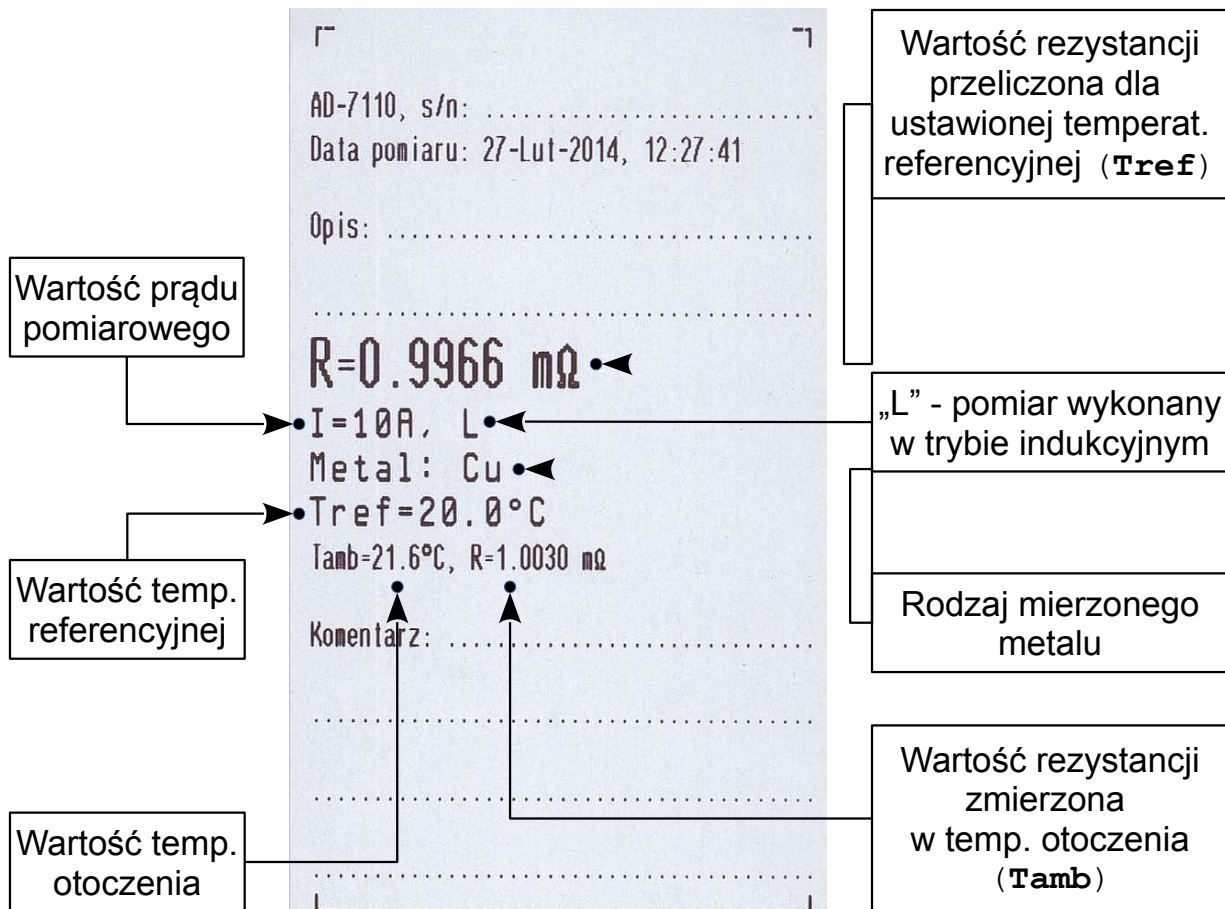 Wartość rezystancji
przeliczona dla
ustawionej temperat.
referencyjnej (Tref)
AD-7110, s/n: ..............................
Data pomiaru: 27-Lut-2014, 12:27:41
Opis: ..............................
Wartość prądu
pomiarowego
R=0.9966 mΩ
I=10A, L
„L” - pomiar wykonany
w trybie indukcyjnym
Metal: Cu
Tref=20.0°C
Tamb=21.6°C, R=1.0030 mΩ
Wartość temp.
referencyjnej
Rodzaj mierzonego
metalu
Komentarz: ..............................
Wartość rezystancji
zmierzona
w temp. otoczenia
(Tamb)
Wartość temp.
otoczenia